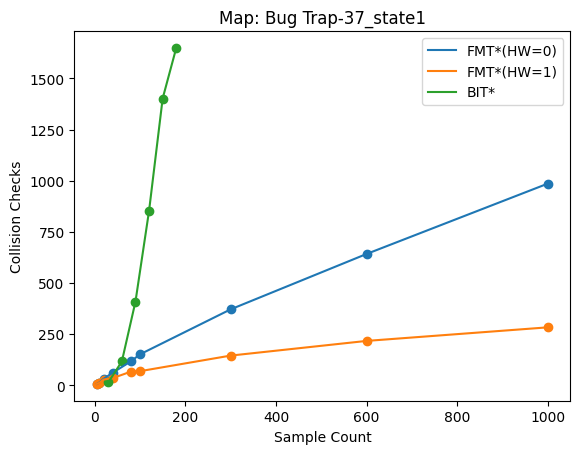 Map: Bug Trap-37_state1
FMT*(HW=0)
FMT*(HW=1)
BIT*
Collision Checks
1500
1250
1000
750
500
250
0
0 200 400 600 800 1000
Sample Count